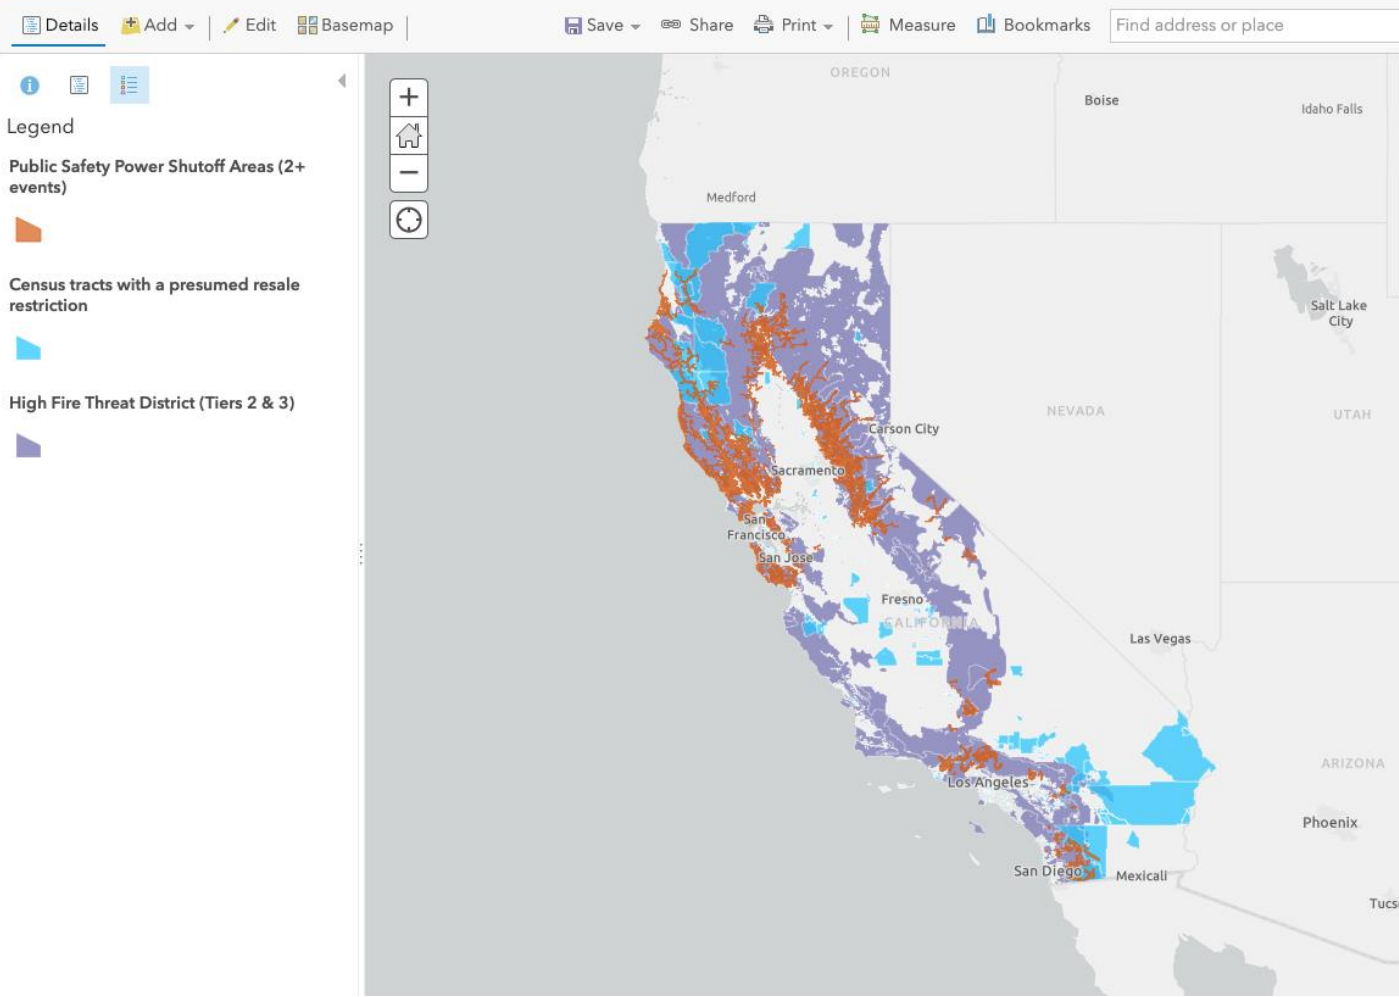 Details Add Edit Basemap Save Share Print Measure Bookmarks Find address or place
Legend
Public Safety Power Shutoff Areas (2+
events)
Census tracts with a presumed resale
restriction
High Fire Threat District (Tiers 2 & 3)
+
−
OREGON
Boise
Idaho Falls
Medford
Salt Lake
City
NEVADA
UTAH
Carson City
Sacramento
San
Francisco
San Jose
Fresno
CALIFORNIA
Las Vegas
Los Angeles
ARIZONA
Phoenix
San Diego
Mexicali
Tucs